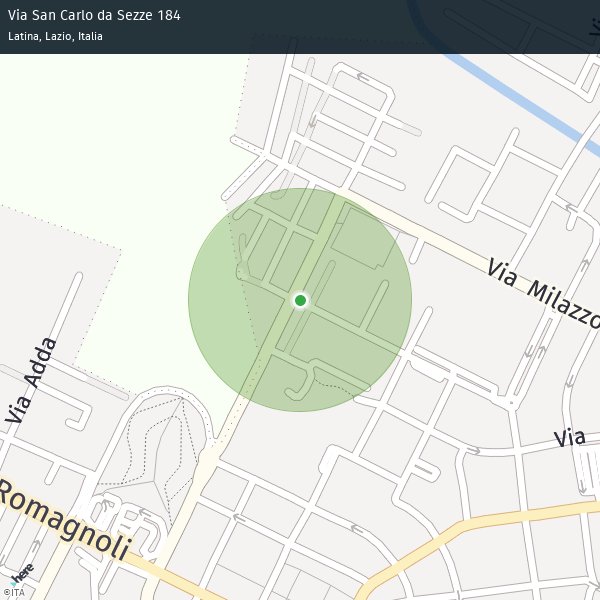 Via San Carlo da Sezze 184
Latina, Lazio, Italia
Via Milazzo
Via Adda
Via
Romagnoli
here
©ITA